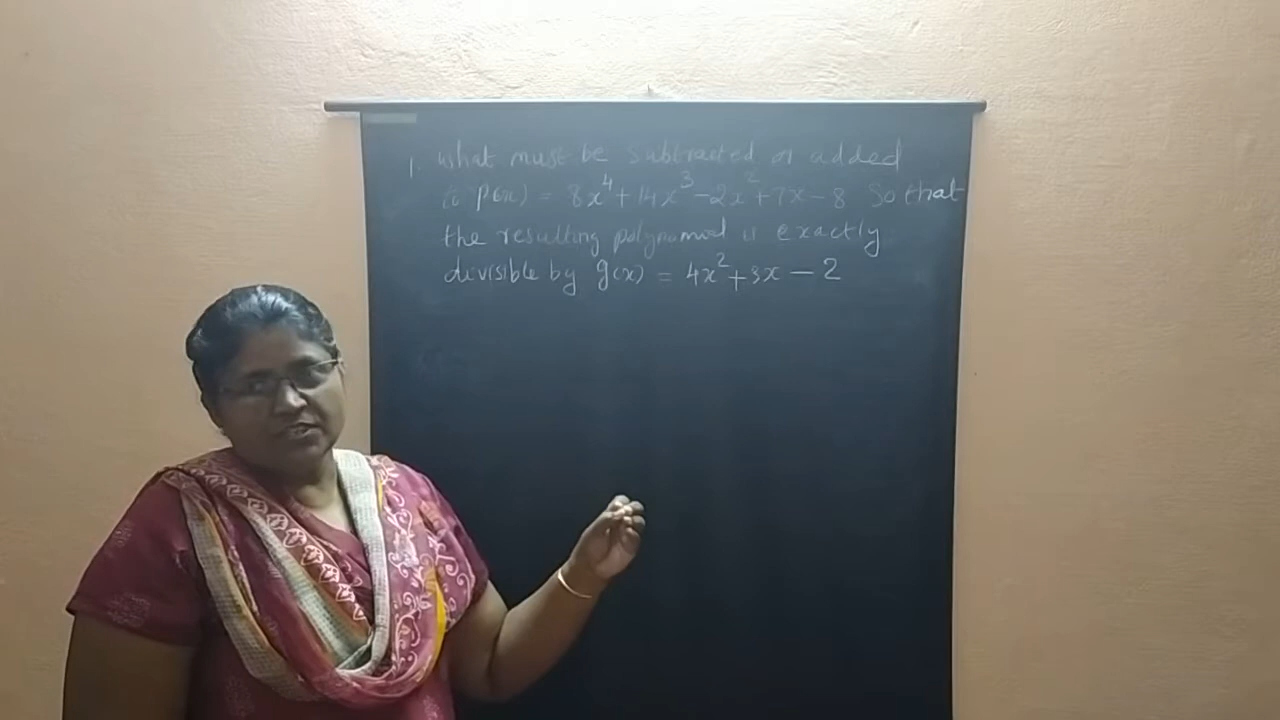 1. What must be subtracted or added
to p(x) = 8x⁴ + 14x³ - 2x² + 7x - 8 So that
the resulting polynomial is exactly
divisible by g(x) = 4x² + 3x - 2